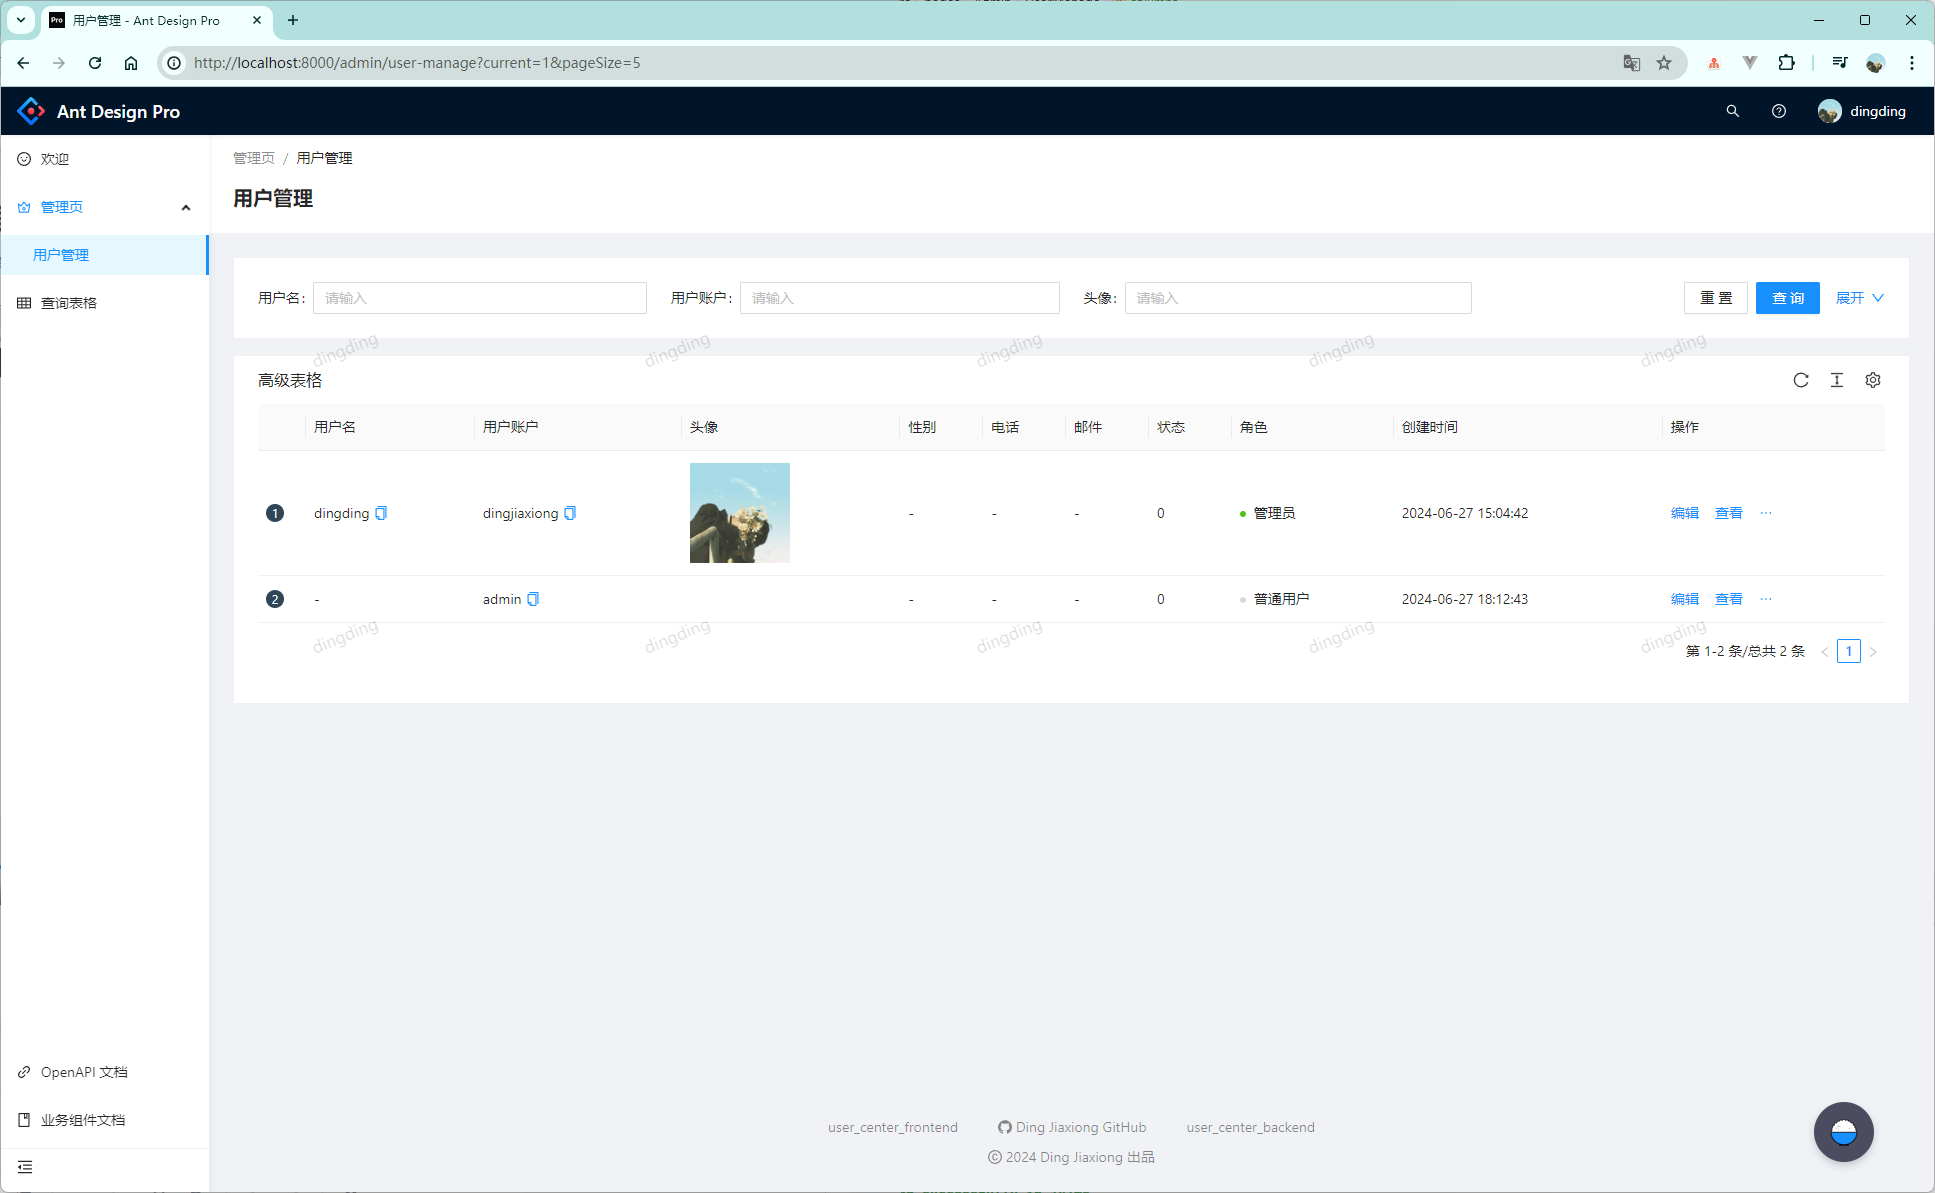 Pro 用户管理 - Ant Design Pro
http://localhost:8000/admin/user-manage?current=1&pageSize=5
Ant Design Pro
dingding
欢迎
管理页
用户管理
查询表格
OpenAPI 文档
业务组件文档
管理页 / 用户管理
用户管理
用户名: 请输入 用户账户: 请输入 头像: 请输入 重 置 查 询 展开
dingding dingding dingding dingding dingding
高级表格
用户名 用户账户 头像 性别 电话 邮件 状态 角色 创建时间 操作
1 dingding dingjiaxiong - - - 0 管理员 2024-06-27 15:04:42 编辑 查看 ···
2 - admin - - - 0 普通用户 2024-06-27 18:12:43 编辑 查看 ···
dingding dingding dingding dingding dingding
第 1-2 条/总共 2 条 < 1 >
user_center_frontend Ding Jiaxiong GitHub user_center_backend
© 2024 Ding Jiaxiong 出品